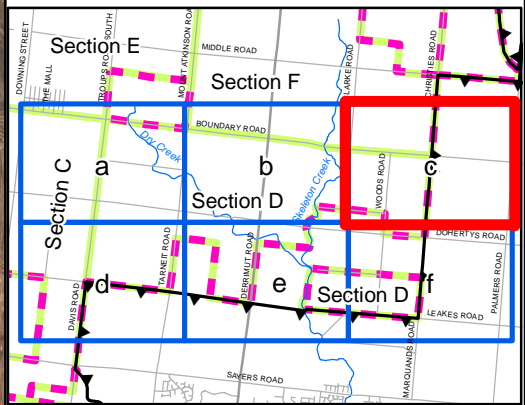 DOWNING STREET
THE MALL
Section E
TROUPS ROAD SOUTH
MOUNT ATKINSON ROAD
MIDDLE ROAD
Section F
CLARKE ROAD
CHRISTIES ROAD
BOUNDARY ROAD
Dry Creek
Skeleton Creek
Section C
a
b
c
WOODS ROAD
Section D
DOHERTYS ROAD
TARNEIT ROAD
DERRIMUT ROAD
d
e
f
Section D
DAVIS ROAD
LEAKES ROAD
PALMERS ROAD
MARQUANDS ROAD
SAYERS ROAD